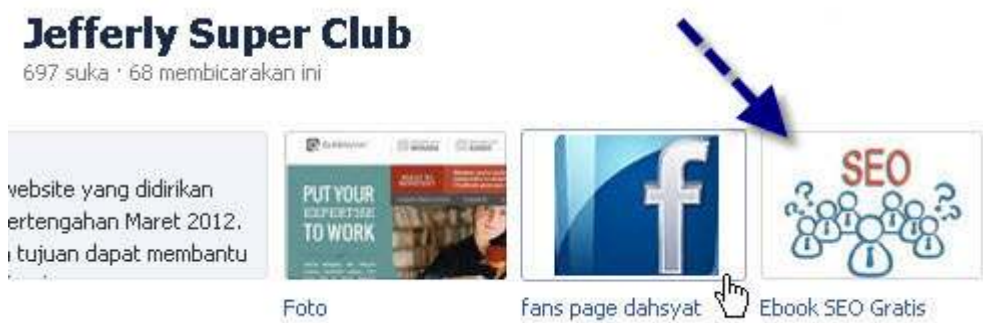 Jefferly Super Club
697 suka · 68 membicarakan ini
website yang didirikan
ertengahan Maret 2012.
tujuan dapat membantu
PUT YOUR
EXPERTISE
TO WORK
SEO
Foto
fans page dahsyat
Ebook SEO Gratis